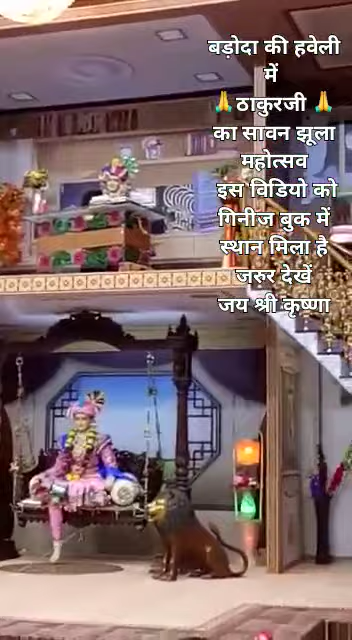 बड़ोदा की हवेली
में
🙏ठाकुरजी 🙏
का सावन झूला
महोत्सव
इस विडियो को
गिनीज बुक में
स्थान मिला है
जरुर देखें
जय श्री कृष्णा